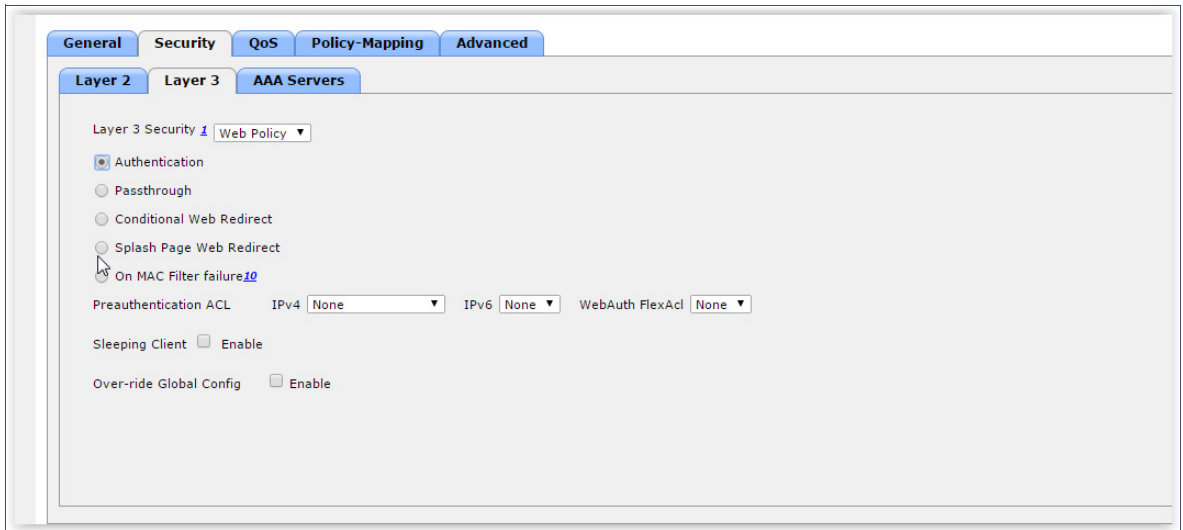 General Security QoS Policy-Mapping Advanced
Layer 2 Layer 3 AAA Servers
Layer 3 Security 1 Web Policy
Authentication
Passthrough
Conditional Web Redirect
Splash Page Web Redirect
On MAC Filter failure10
Preauthentication ACL IPv4 None IPv6 None WebAuth FlexAcl None
Sleeping Client Enable
Over-ride Global Config Enable